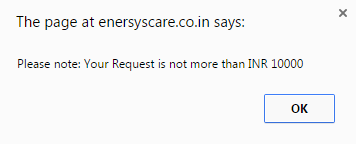 The page at enersyscare.co.in says:
Please note: Your Request is not more than INR 10000
OK